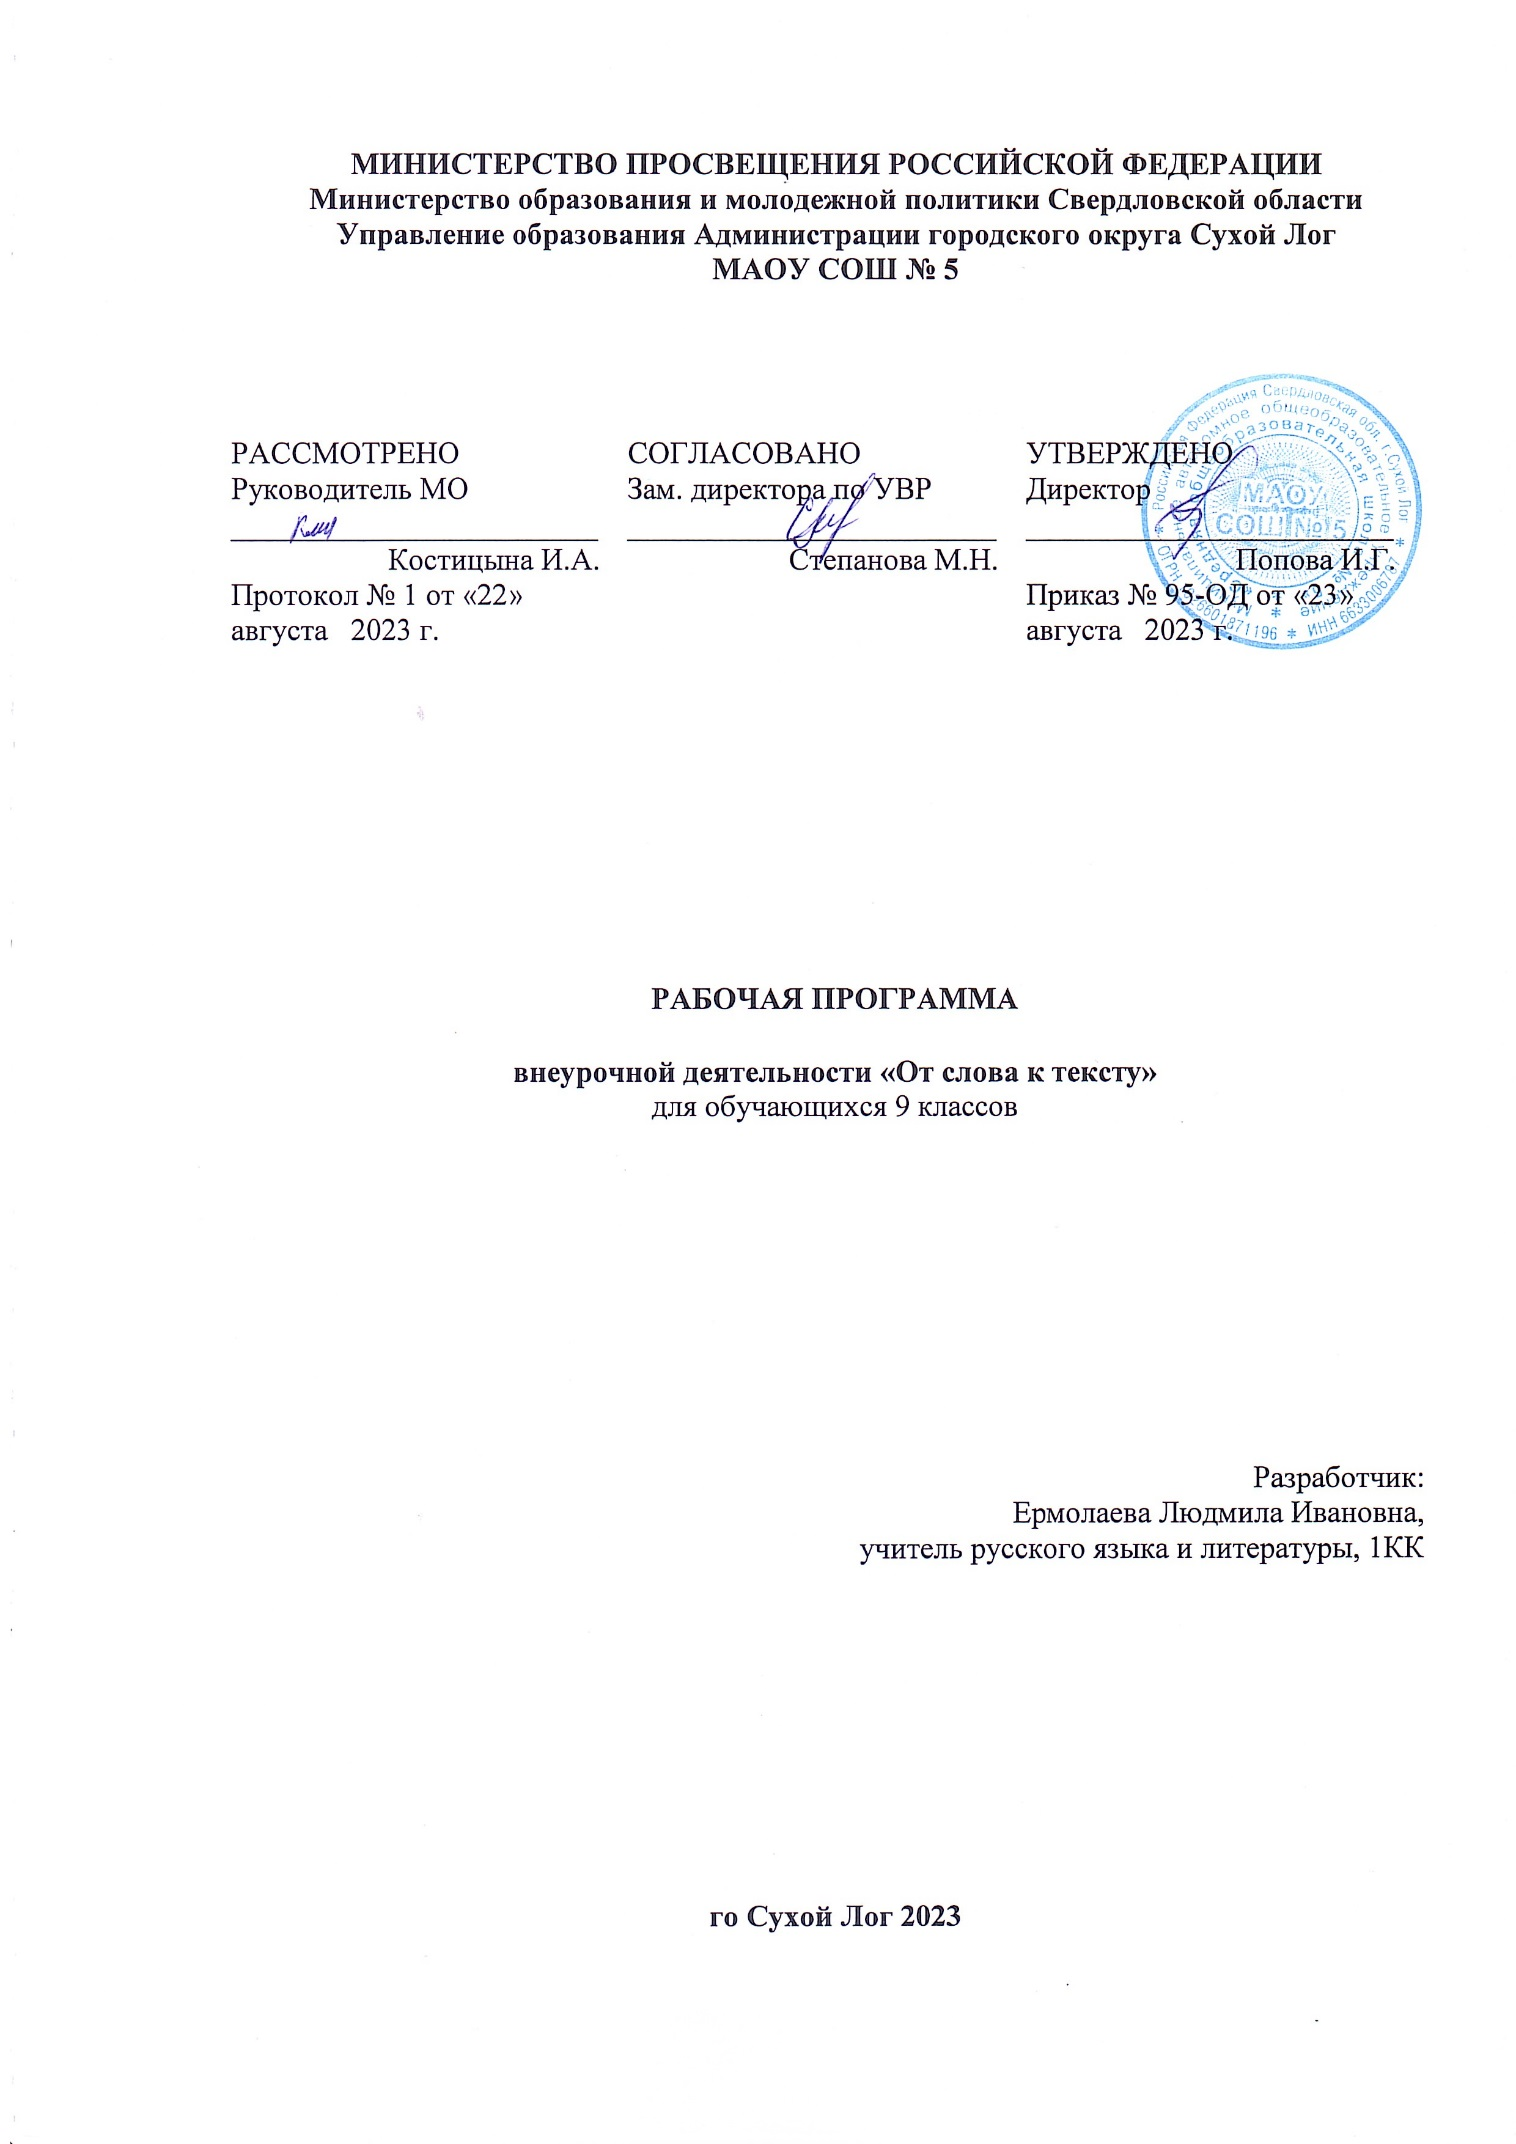 МИНИСТЕРСТВО ПРОСВЕЩЕНИЯ РОССИЙСКОЙ ФЕДЕРАЦИИ
Министерство образования и молодежной политики Свердловской области
Управление образования Администрации городского округа Сухой Лог
МАОУ СОШ № 5
РАССМОТРЕНО
Руководитель МО
Костицына И.А.
Протокол № 1 от «22»
августа 2023 г.
СОГЛАСОВАНО
Зам. директора по УВР
Степанова М.Н.
УТВЕРЖДЕНО
Директор
Попова И.Г.
Приказ № 95-ОД от «23»
августа 2023 г.
МАОУ
СОШ № 5
РАБОЧАЯ ПРОГРАММА
внеурочной деятельности «От слова к тексту»
для обучающихся 9 классов
Разработчик:
Ермолаева Людмила Ивановна,
учитель русского языка и литературы, 1КК
го Сухой Лог 2023